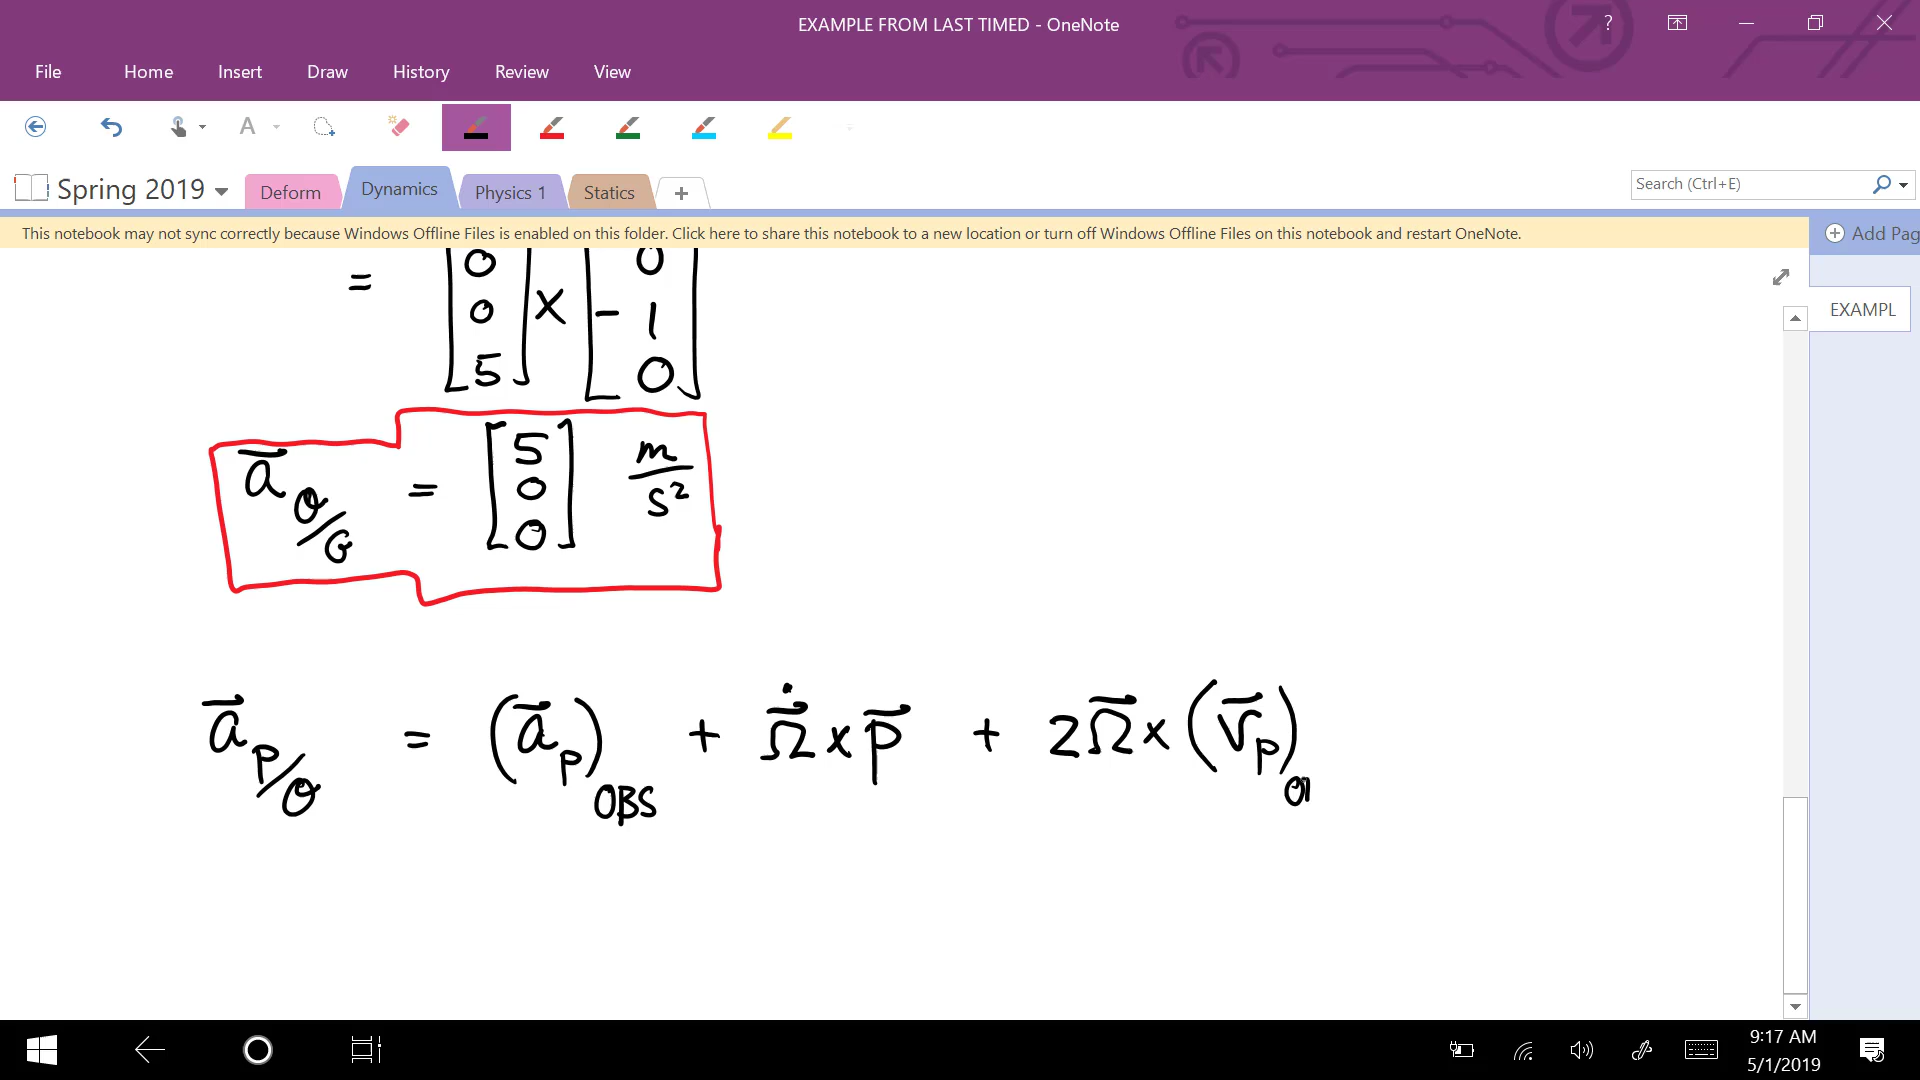 EXAMPLE FROM LAST TIMED - OneNote
?
File Home Insert Draw History Review View
A
Spring 2019 Deform Dynamics Physics 1 Statics +
Search (Ctrl+E)
This notebook may not sync correctly because Windows Offline Files is enabled on this folder. Click here to share this notebook to a new location or turn off Windows Offline Files on this notebook and restart OneNote.
Add Pag
EXAMPL
= [0 0 5] × [0 -1 0]
a̅ O/G = [5 0 0] m/s²
a̅ P/O = (a̅ P) OBS + Ω̅̇ × p̅ + 2Ω̅ × (v̅ P)
9:17 AM
5/1/2019